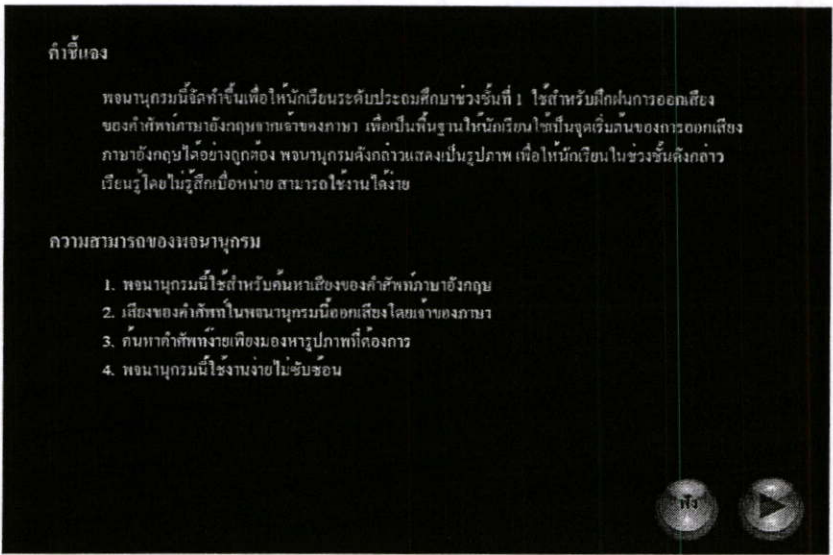 คำชี้แจง
พจนานุกรมนี้จัดทำขึ้นเพื่อให้นักเรียนระดับประถมศึกษาช่วงชั้นที่ 1 ใช้สำหรับฝึกฝนการออกเสียง
ของคำศัพท์ภาษาอังกฤษจากเจ้าของภาษา เพื่อเป็นพื้นฐานให้นักเรียนใช้เป็นจุดเริ่มต้นของการออกเสียง
ภาษาอังกฤษได้อย่างถูกต้อง พจนานุกรมดังกล่าวแสดงเป็นรูปภาพ เพื่อให้นักเรียนในช่วงชั้นดังกล่าว
เรียนรู้โดยไม่รู้สึกเบื่อหน่าย สามารถใช้งานได้ง่าย
ความสามารถของพจนานุกรม
1. พจนานุกรมนี้ใช้สำหรับค้นหาเสียงของคำศัพท์ภาษาอังกฤษ
2. เสียงของคำศัพท์ในพจนานุกรมนี้ออกเสียงโดยเจ้าของภาษา
3. ค้นหาคำศัพท์ง่ายเพียงมองหารูปภาพที่ต้องการ
4. พจนานุกรมนี้ใช้งานง่ายไม่ซับซ้อน
ฟัง